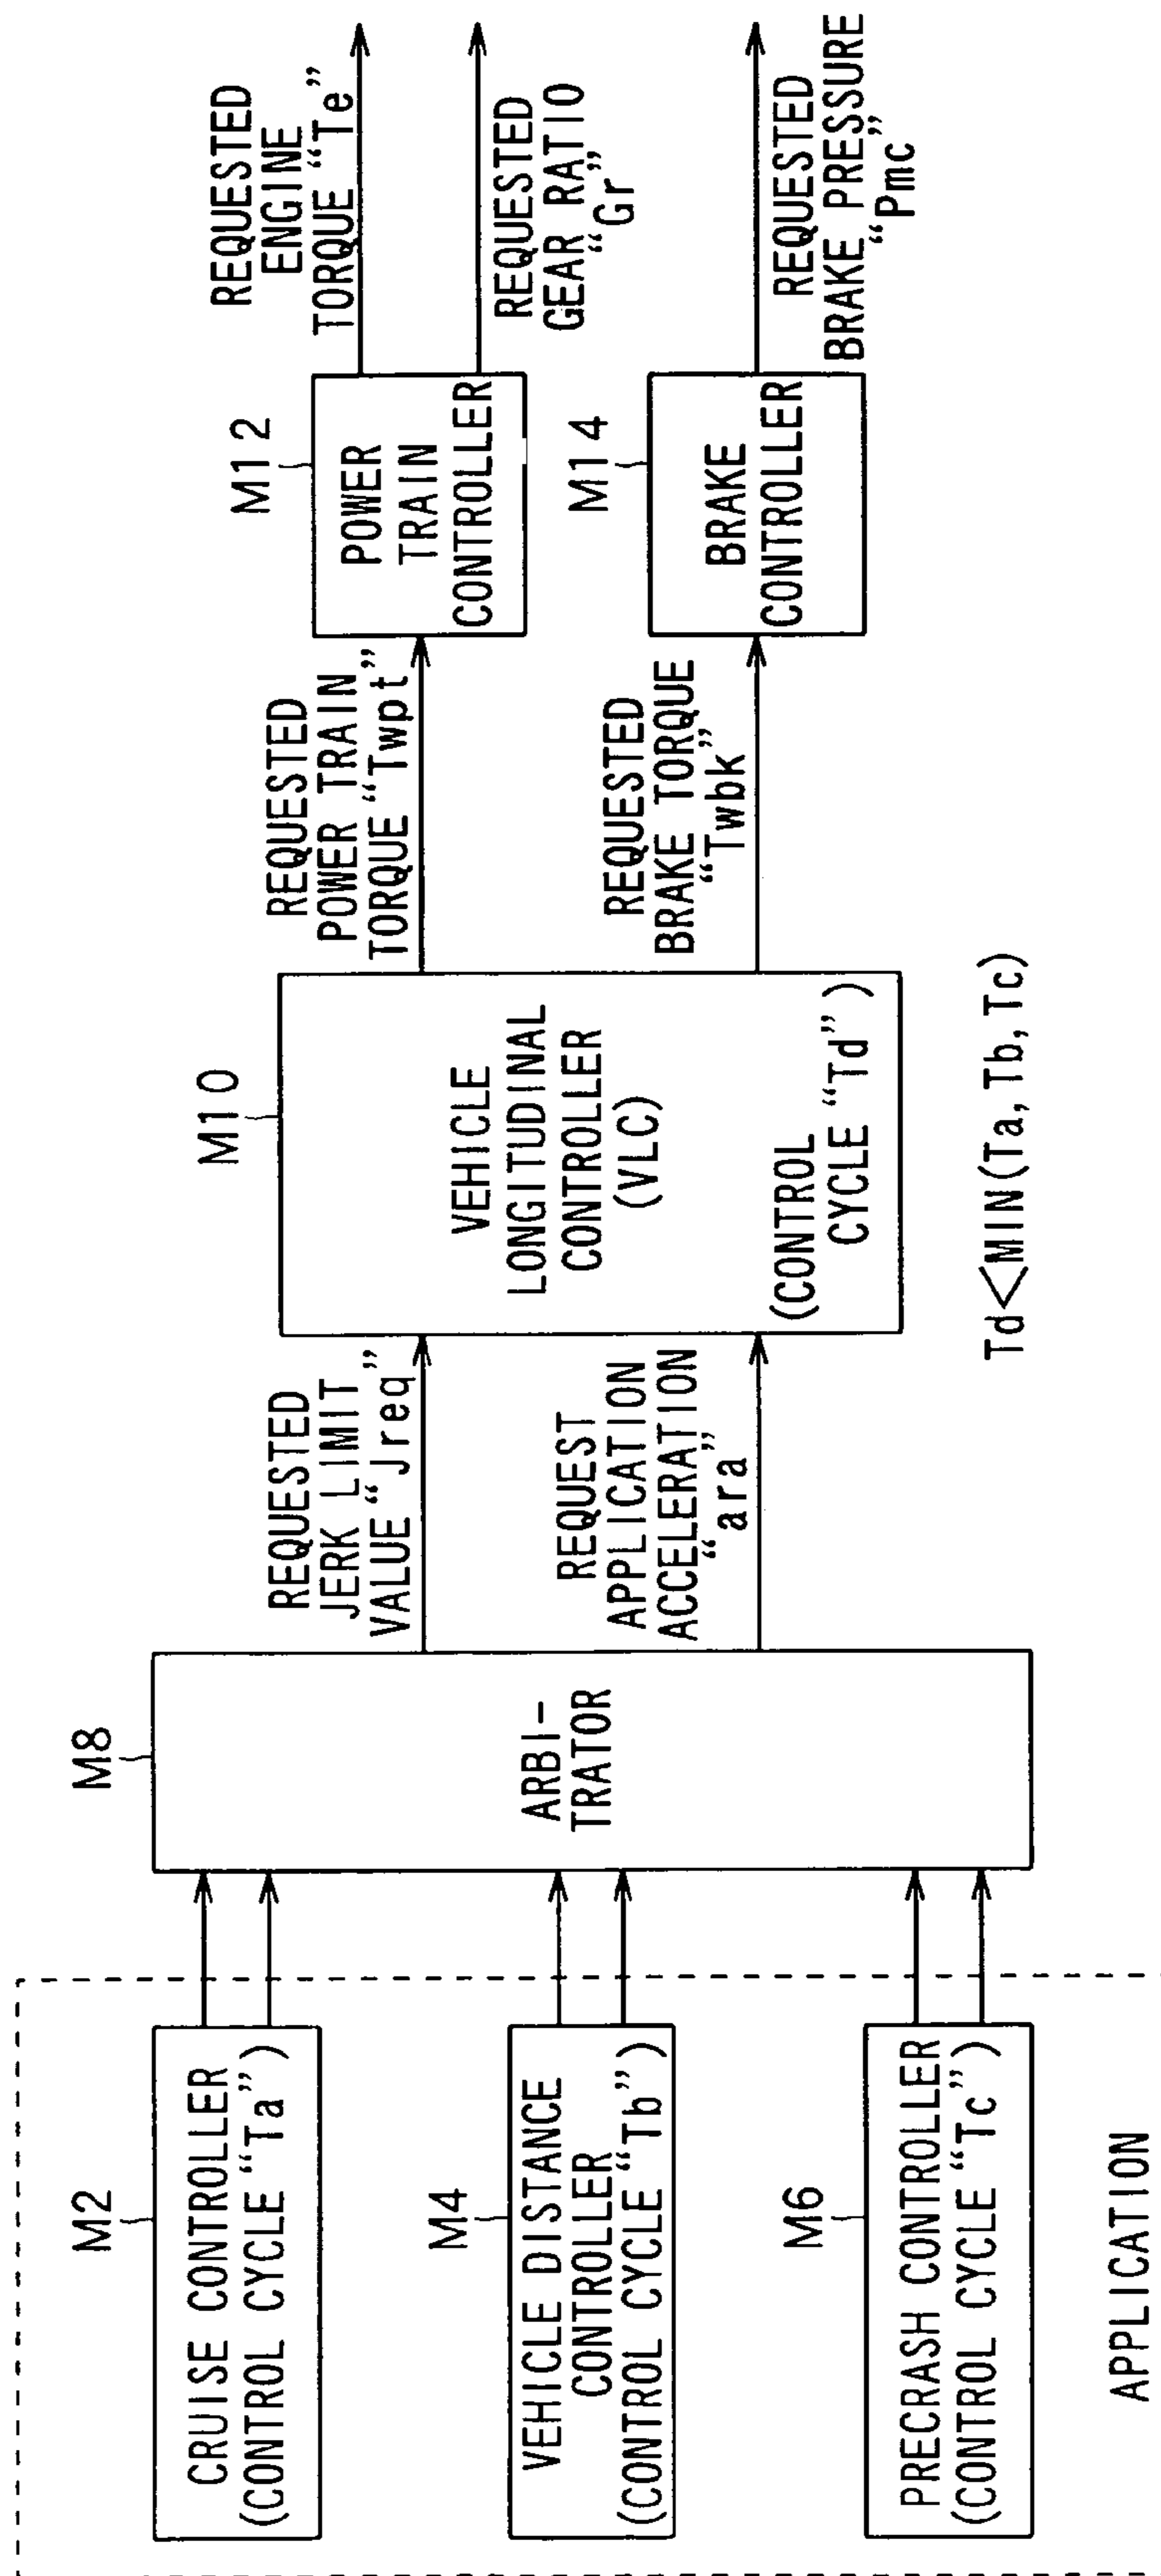 M2
CRUISE CONTROLLER
(CONTROL CYCLE “Ta”)
M4
VEHICLE DISTANCE
CONTROLLER
(CONTROL CYCLE “Tb”)
M6
PRECRASH CONTROLLER
(CONTROL CYCLE “Tc”)
APPLICATION
M8
ARBI-
TRATOR
REQUESTED
JERK LIMIT
VALUE “Jreq”
REQUEST
APPLICATION
ACCELERATION
“ara”
M10
VEHICLE
LONGITUDINAL
CONTROLLER
(VLC)
(CONTROL
CYCLE “Td”)
Td<MIN(Ta,Tb,Tc)
REQUESTED
POWER TRAIN
TORQUE “Twpt”
REQUESTED
BRAKE TORQUE
“Twbk”
M12
POWER
TRAIN
CONTROLLER
M14
BRAKE
CONTROLLER
REQUESTED
ENGINE
TORQUE “Te”
REQUESTED
GEAR RATIO
“Gr”
REQUESTED
BRAKE PRESSURE
“Pmc”